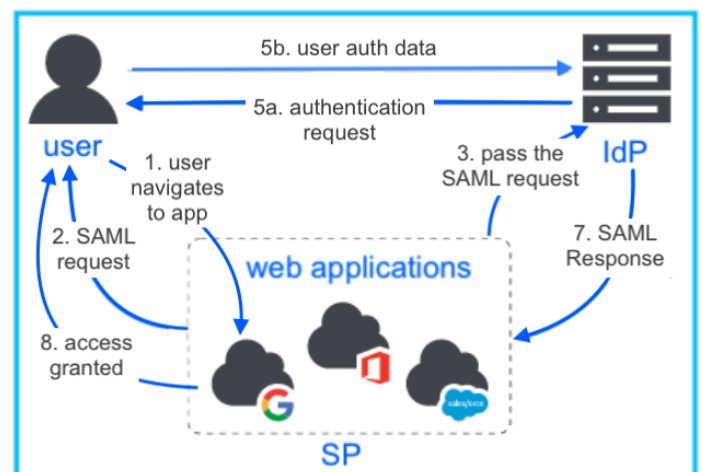 5b. user auth data
5a. authentication
request
user
IdP
1. user
navigates
to app
3. pass the
SAML request
2. SAML
request
7. SAML
Response
web applications
8. access
granted
G
salesforce
SP